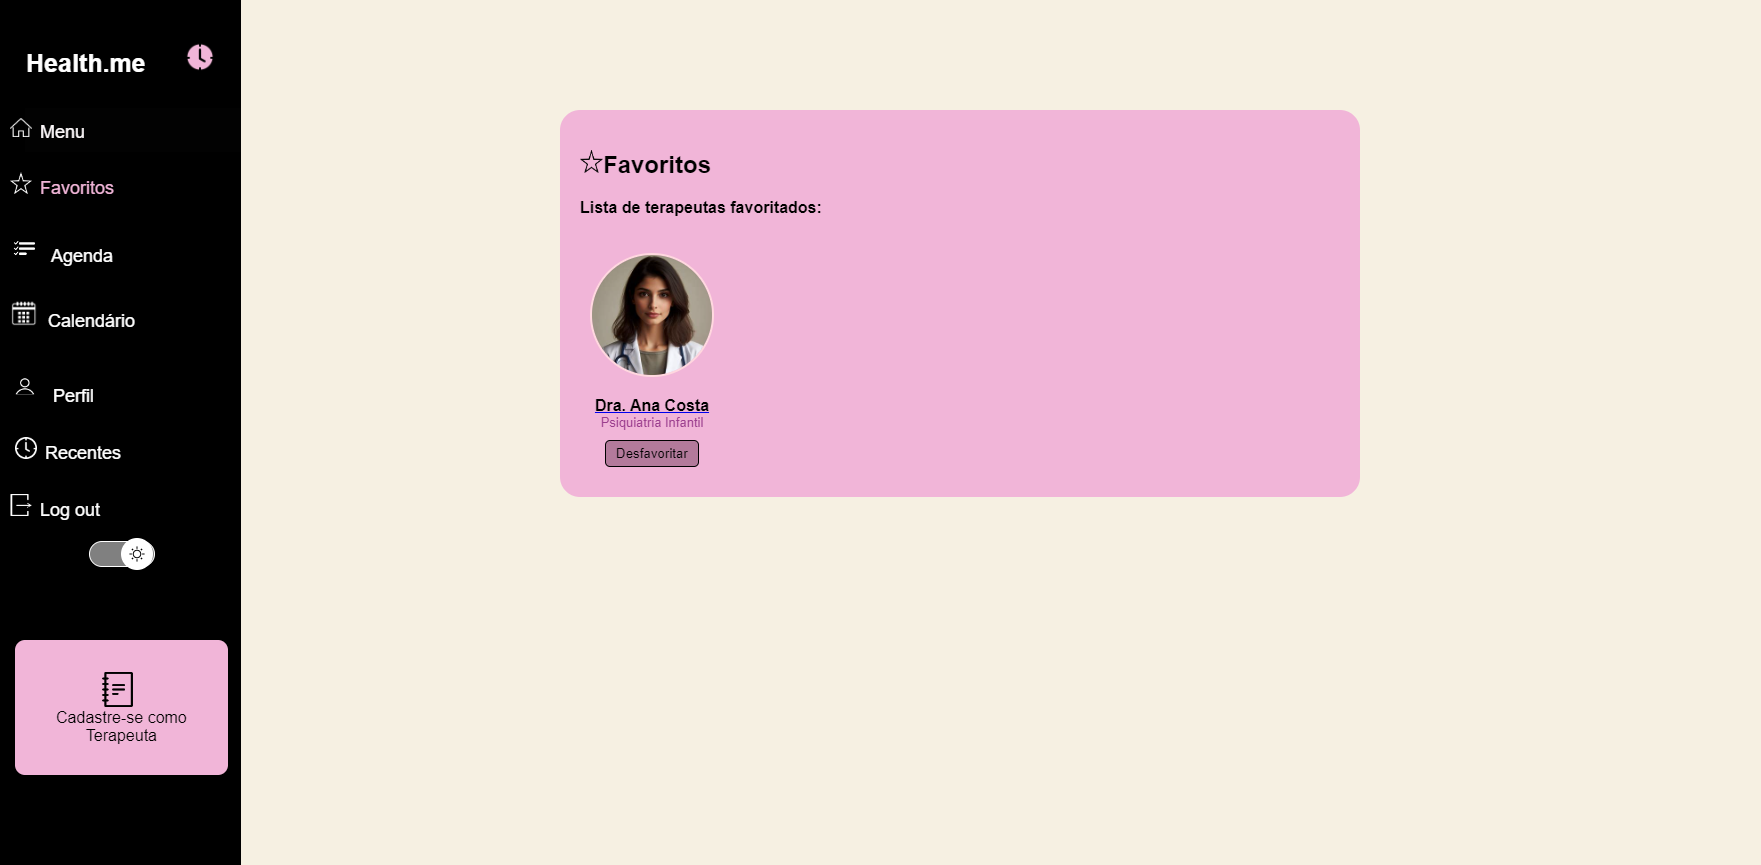 Health.me
Menu
Favoritos
Agenda
Calendário
Perfil
Recentes
Log out
Cadastre-se como
Terapeuta
Favoritos
Lista de terapeutas favoritados:
Dra. Ana Costa
Psiquiatria Infantil
Desfavoritar